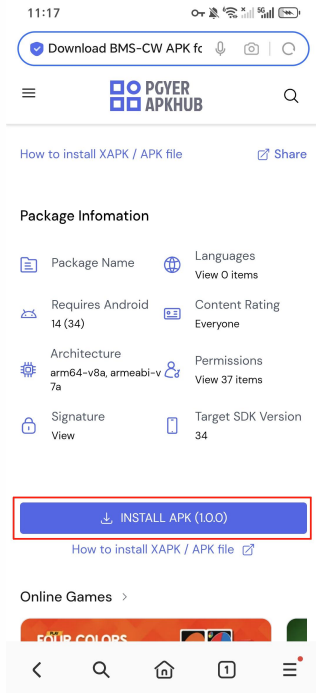 11:17
5G
Download BMS-CW APK fo
PGYER
APKHUB
How to install XAPK / APK file
Share
Package Infomation
Package Name
Languages
View 0 items
Requires Android
14 (34)
Content Rating
Everyone
Architecture
arm64-v8a, armeabi-v
7a
Permissions
View 37 items
Signature
View
Target SDK Version
34
INSTALL APK (1.0.0)
How to install XAPK / APK file
Online Games
FOUR COLORS
1